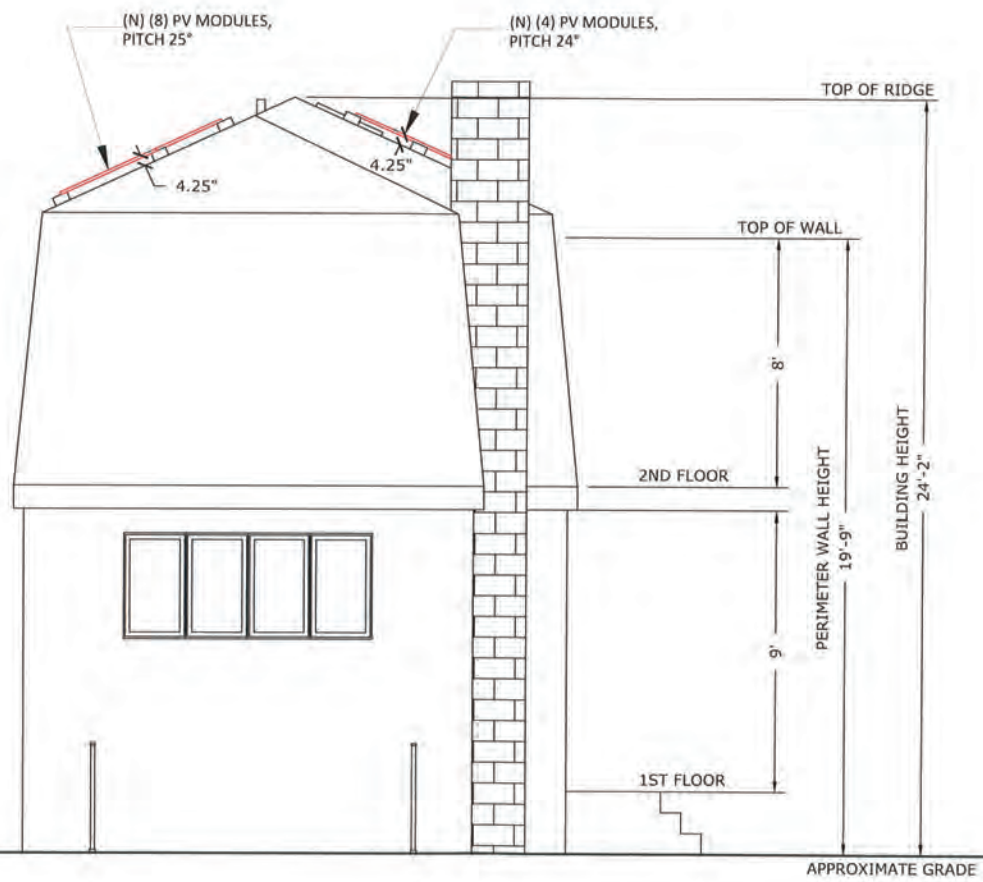 (N) (8) PV MODULES,
PITCH 25°
(N) (4) PV MODULES,
PITCH 24°
TOP OF RIDGE
4.25"
4.25"
TOP OF WALL
8'
2ND FLOOR
PERIMETER WALL HEIGHT
19'-9"
BUILDING HEIGHT
24'-2"
9'
1ST FLOOR
APPROXIMATE GRADE